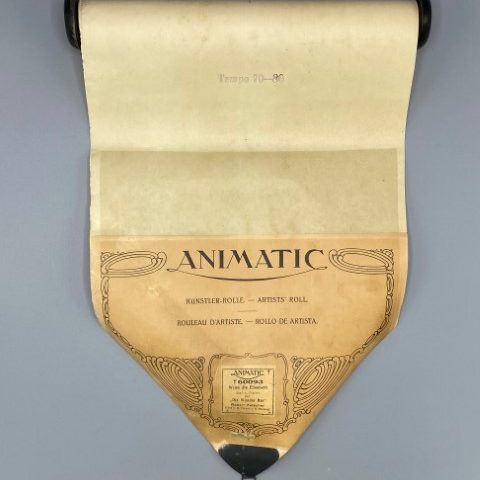 Tempo 70—80
ANIMATIC
KÜNSTLER-ROLLE. — ARTISTS' ROLL.
ROULEAU D'ARTISTE. — ROLLO DE ARTISTA.
ANIMATIC T
T 60093